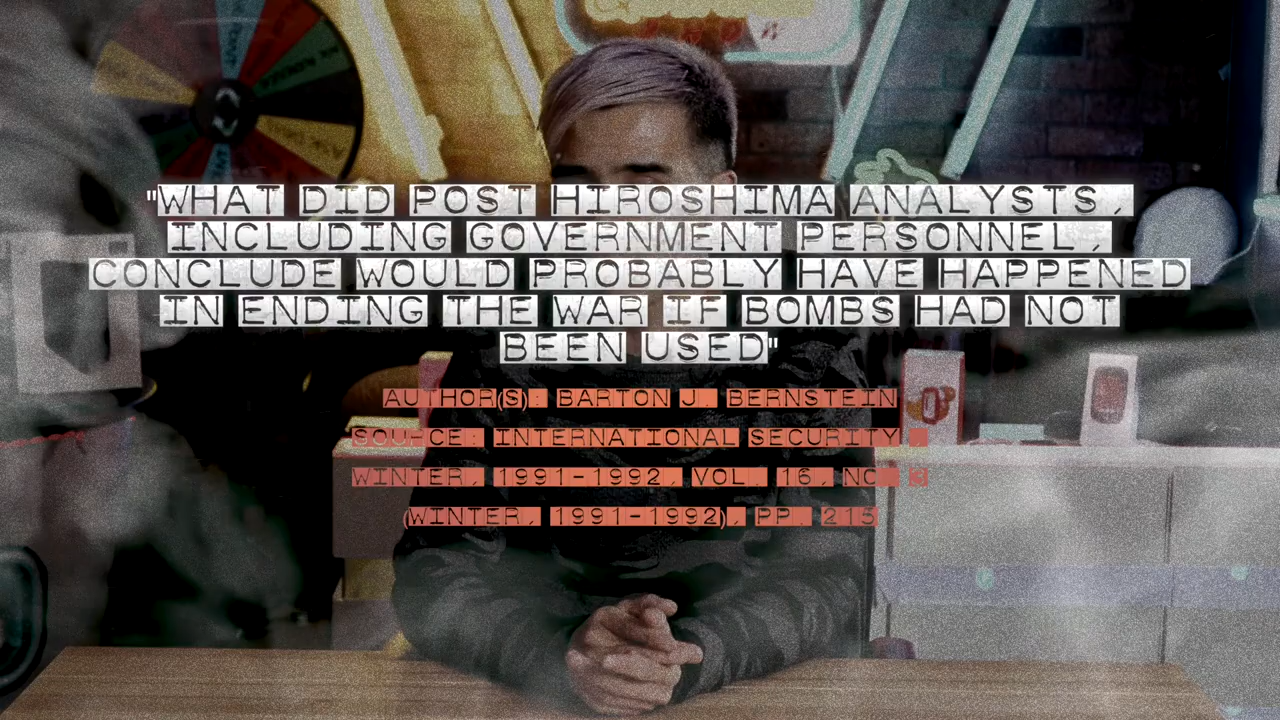 "WHAT DID POST HIROSHIMA ANALYSTS,
INCLUDING GOVERNMENT PERSONNEL,
CONCLUDE WOULD PROBABLY HAVE HAPPENED
IN ENDING THE WAR IF BOMBS HAD NOT
BEEN USED"
AUTHOR(S): BARTON J. BERNSTEIN
SOURCE: INTERNATIONAL SECURITY,
WINTER, 1991-1992, VOL. 16, NO. 3
(WINTER, 1991-1992), PP. 215